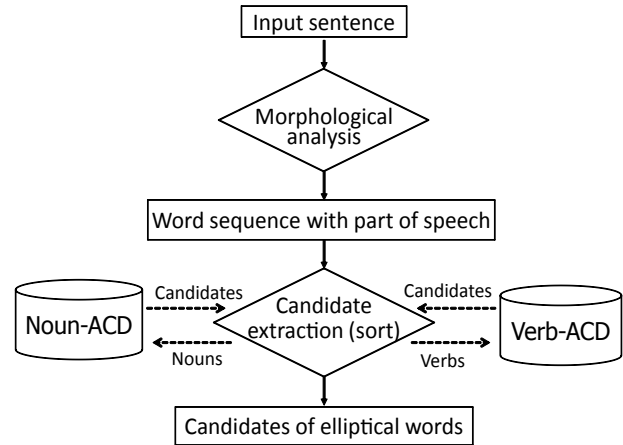 Input sentence
Morphological
analysis
Word sequence with part of speech
Candidates
Candidates
Noun-ACD
Candidate
extraction (sort)
Verb-ACD
Nouns
Verbs
Candidates of elliptical words